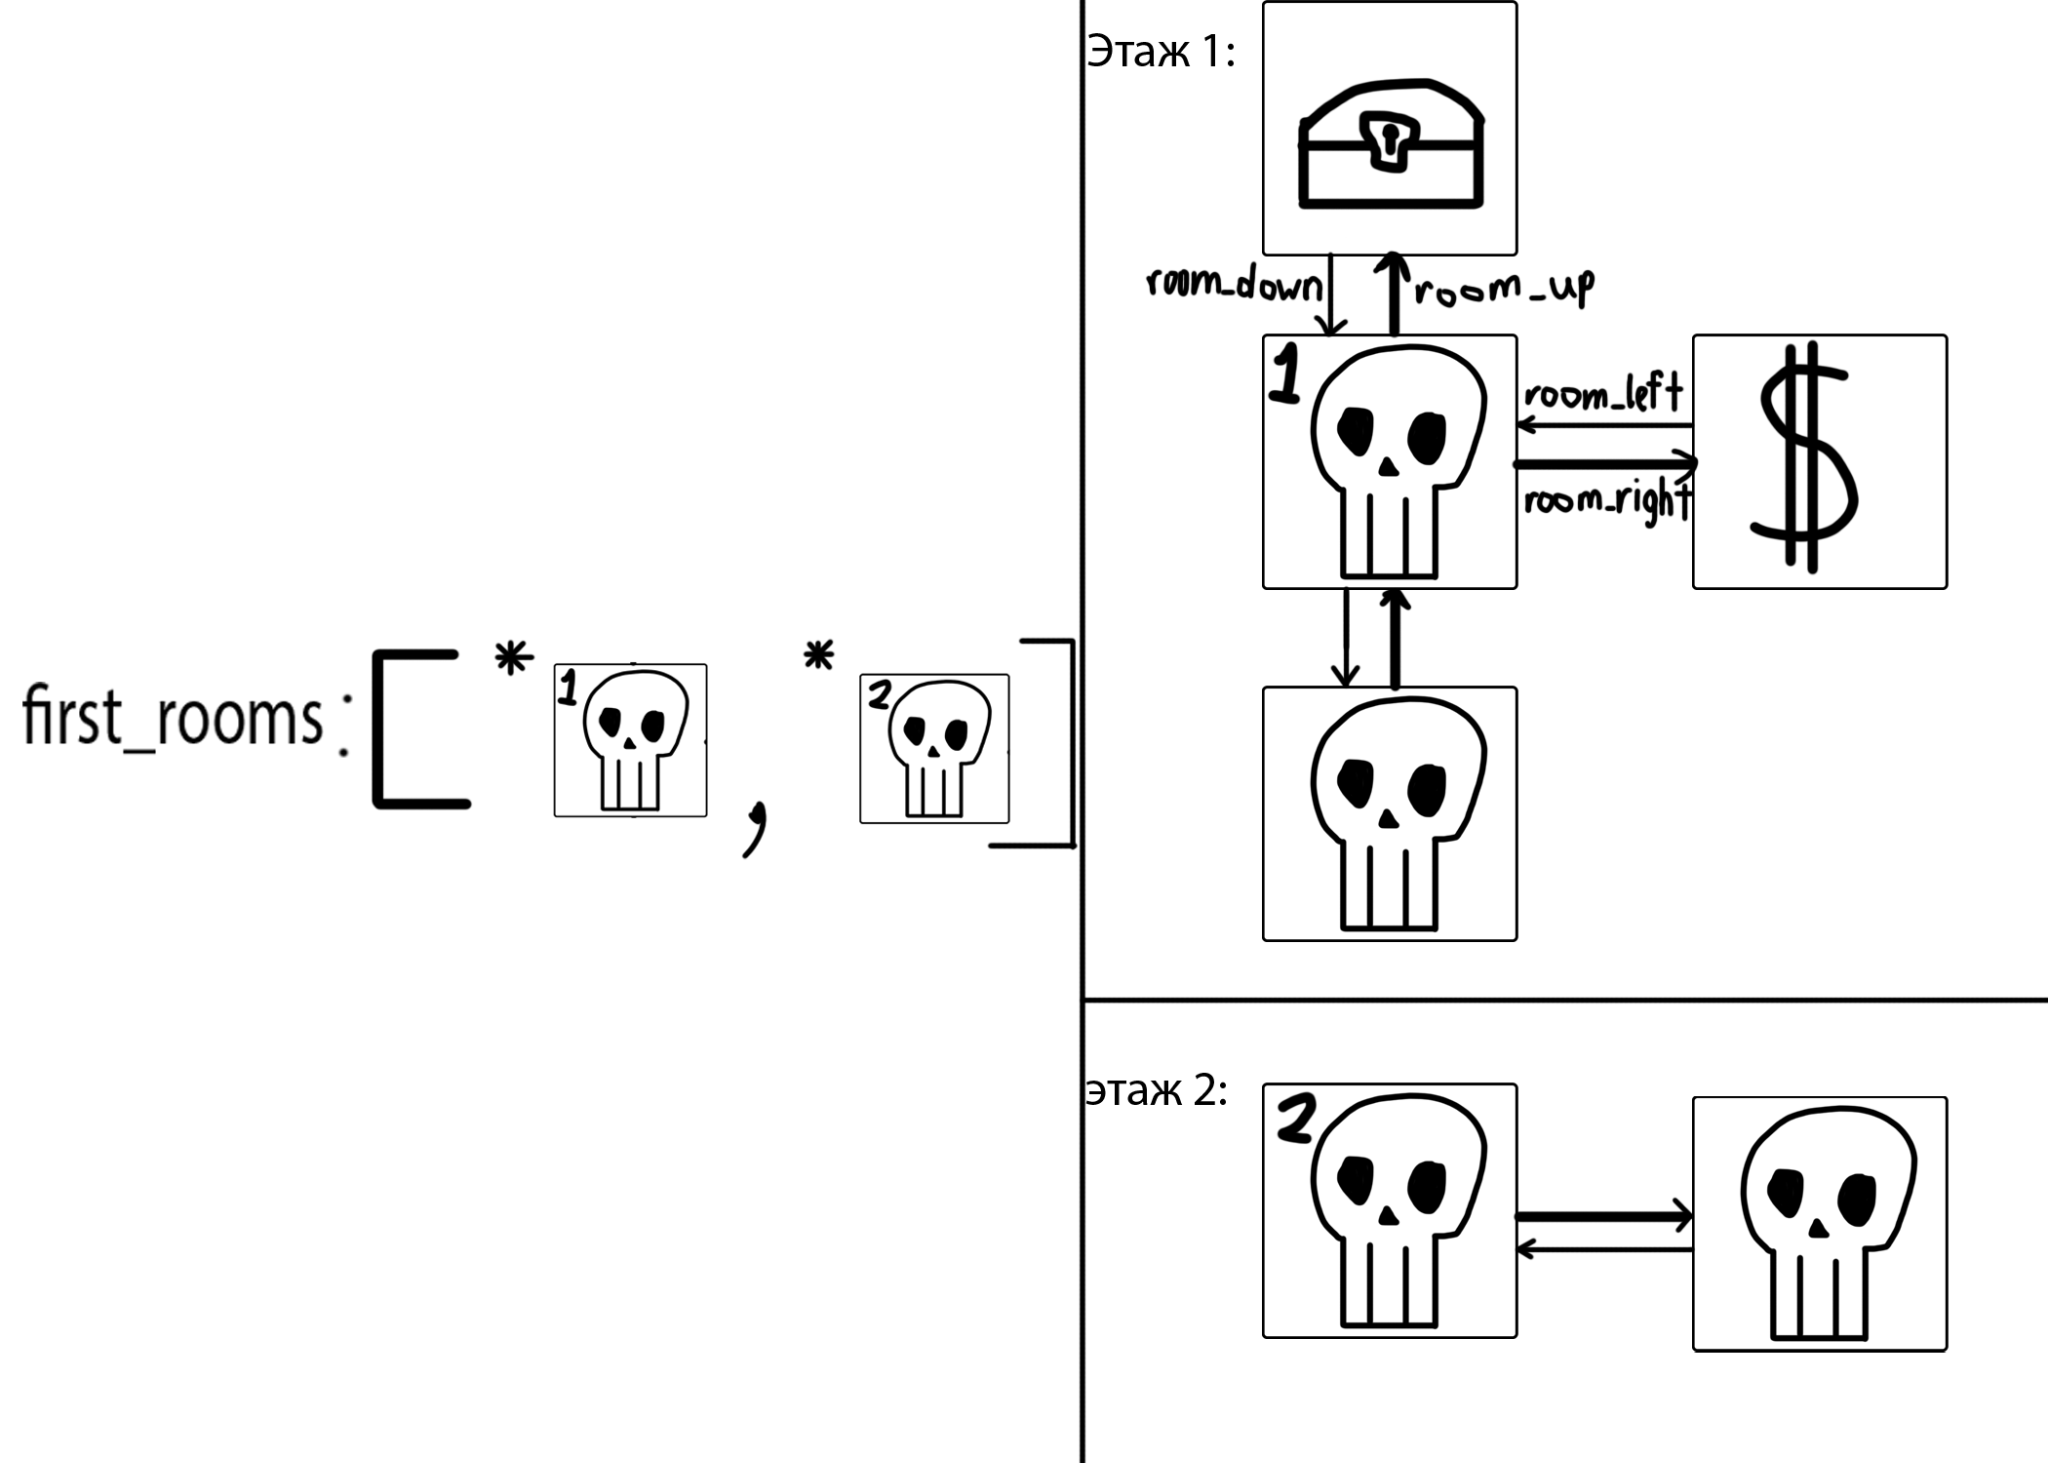 first_rooms : [ * 1 , * 2 ]
Этаж 1:
room_down
room_up
1
room_left
room_right
$
этаж 2:
2